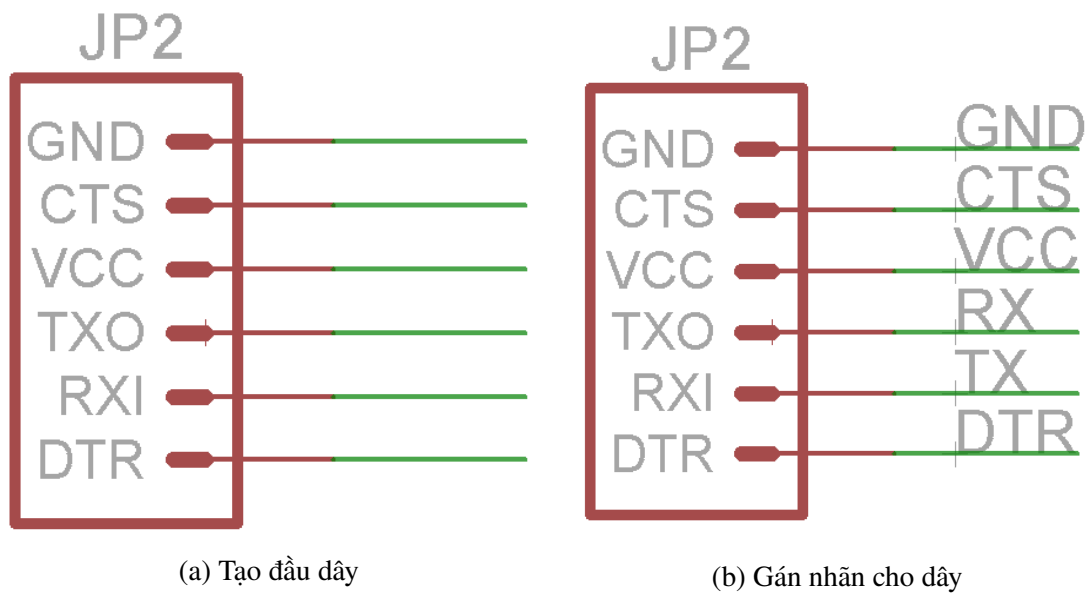 JP2
GND
CTS
VCC
TXO
RXI
DTR
(a) Tạo đầu dây
JP2
GND GND
CTS CTS
VCC VCC
TXO RX
RXI TX
DTR DTR
(b) Gán nhãn cho dây